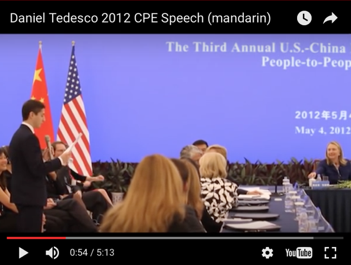 Daniel Tedesco 2012 CPE Speech (mandarin)
The Third Annual U.S.-China
People-to-Peop
2012年5月4
May 4, 2012
0:54 / 5:13
YouTube